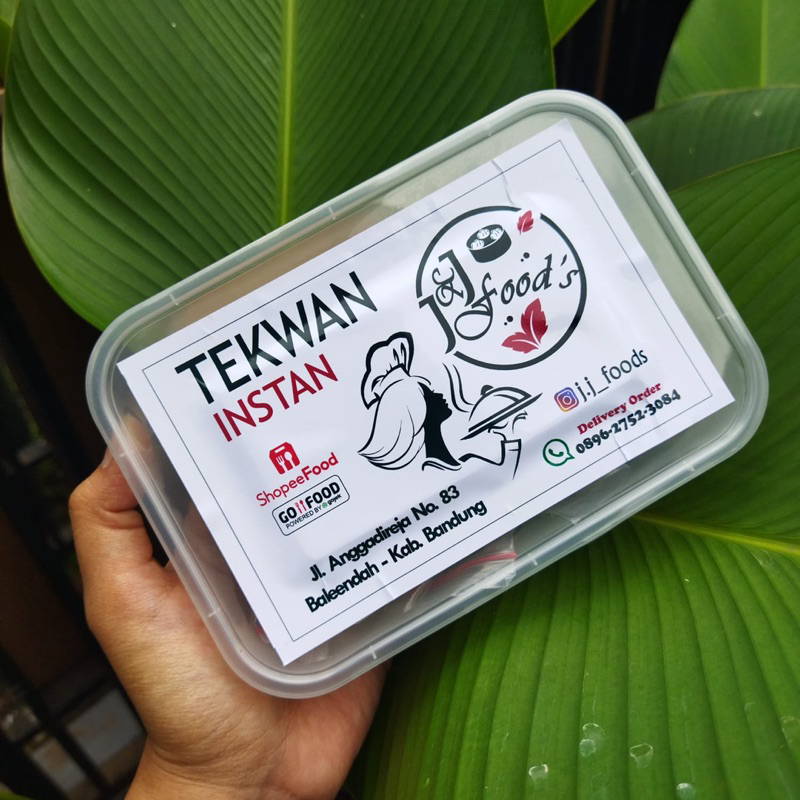 TEKWAN
INSTAN
J&J
food's
ShopeeFood
GO FOOD
POWERED BY gojek
j.j_foods
Delivery Order
0896-2752-3084
Jl. Anggadireja No. 83
Baleendah - Kab. Bandung